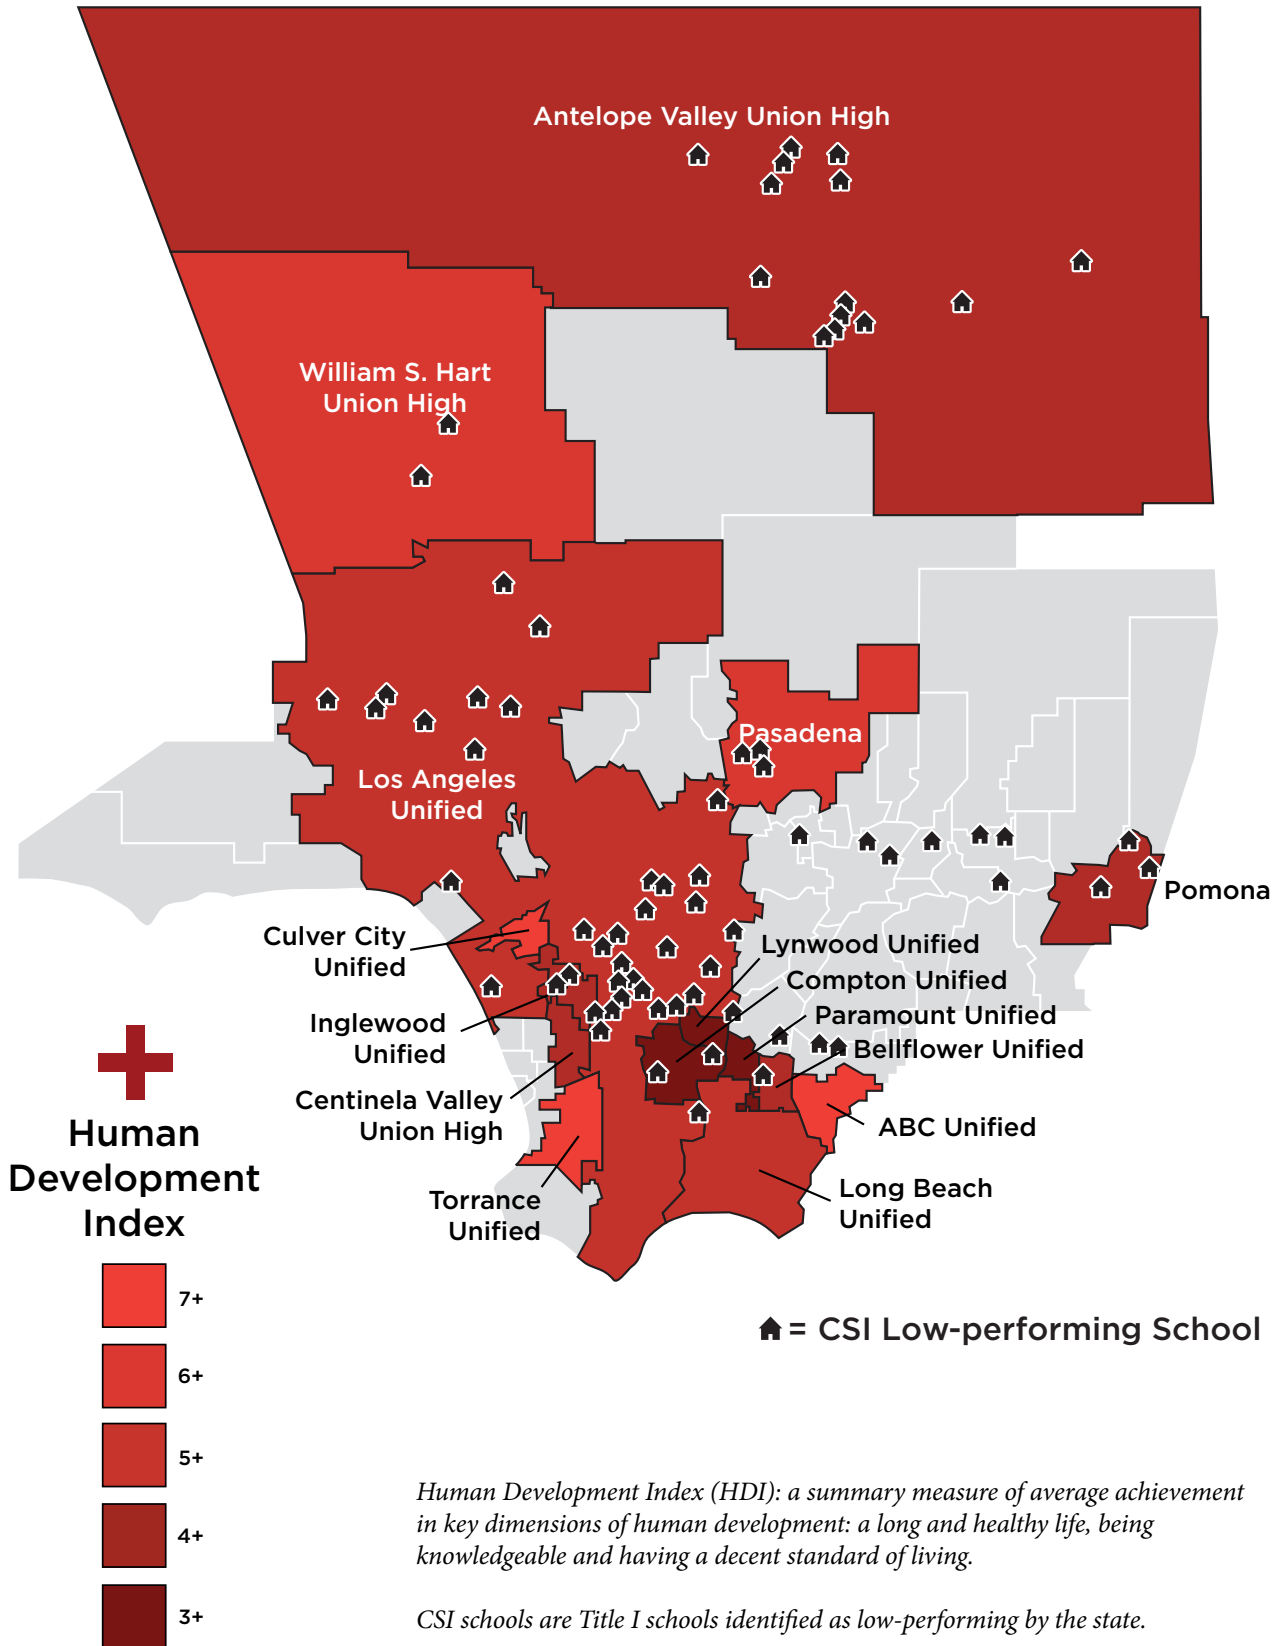 Antelope Valley Union High
William S. Hart
Union High
Pasadena
Los Angeles
Unified
Pomona
Culver City
Unified
Lynwood Unified
Compton Unified
Inglewood
Unified
Paramount Unified
Bellflower Unified
Centinela Valley
Union High
ABC Unified
Human
Development
Index
Torrance
Unified
Long Beach
Unified
7+
= CSI Low-performing School
6+
5+
4+
3+
Human Development Index (HDI): a summary measure of average achievement
in key dimensions of human development: a long and healthy life, being
knowledgeable and having a decent standard of living.
CSI schools are Title I schools identified as low-performing by the state.